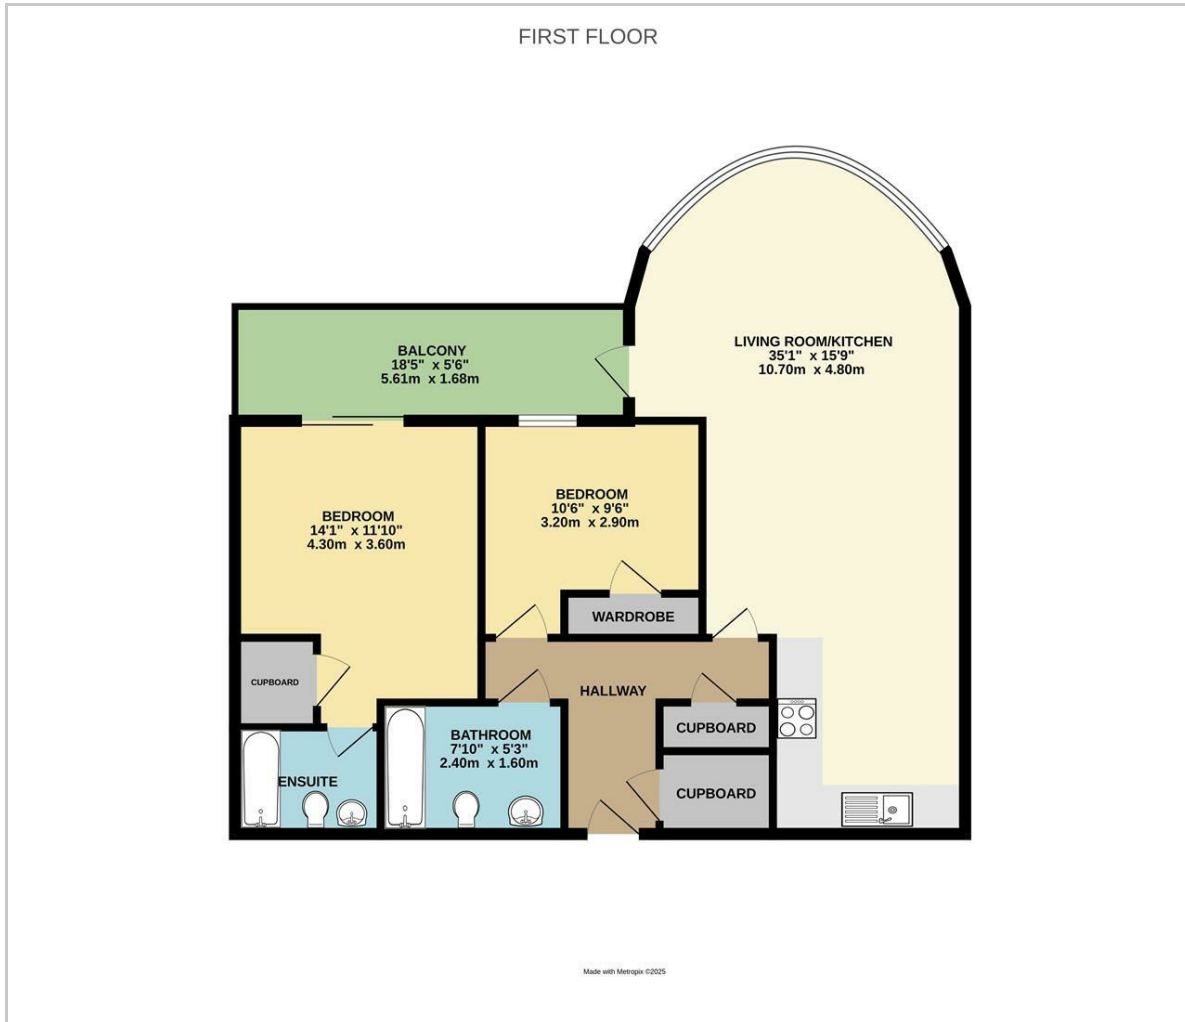 FIRST FLOOR
LIVING ROOM/KITCHEN
35'1" x 15'9"
10.70m x 4.80m
BALCONY
18'5" x 5'6"
5.61m x 1.68m
BEDROOM
14'1" x 11'10"
4.30m x 3.60m
BEDROOM
10'6" x 9'6"
3.20m x 2.90m
WARDROBE
CUPBOARD
HALLWAY
CUPBOARD
BATHROOM
7'10" x 5'3"
2.40m x 1.60m
ENSUITE
CUPBOARD
Made with Metropix ©2025